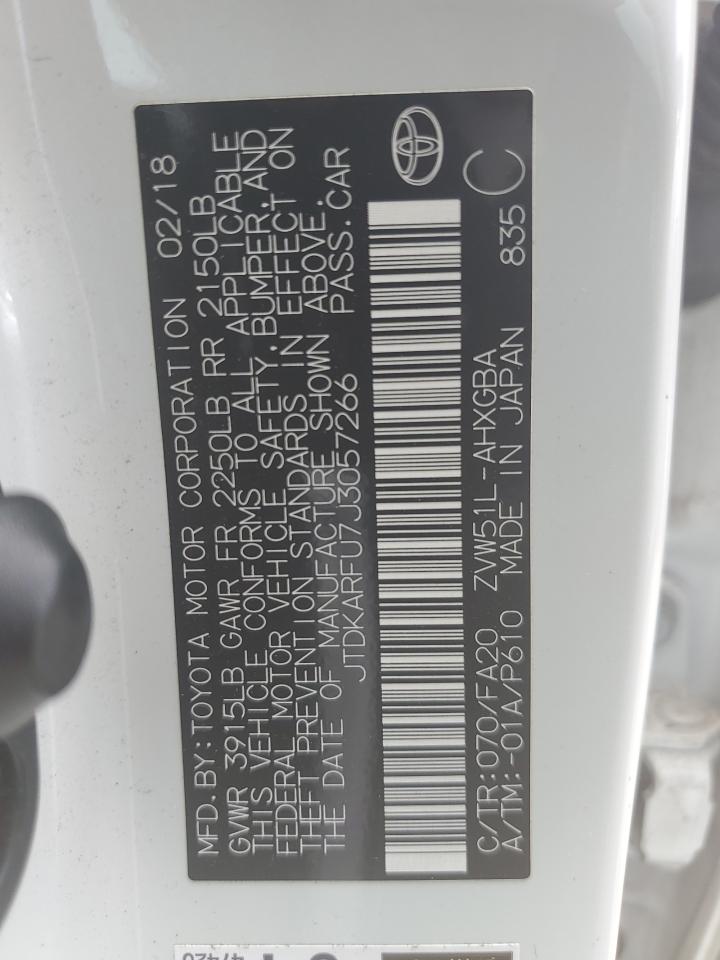 MFD.BY:TOYOTA MOTOR CORPORATION 02/18
GVWR 3915LB GAWR FR 2250LB RR 2150LB
THIS VEHICLE CONFORMS TO ALL APPLICABLE
FEDERAL MOTOR VEHICLE SAFETY,BUMPER,AND
THEFT PREVENTION STANDARDS IN EFFECT ON
THE DATE OF MANUFACTURE SHOWN ABOVE.
JTDKARFU7J3057266 PASS.CAR
C/TR:070/FA20 ZVW51L-AHXGBA 835 C
A/TM:-01A/P610 MADE IN JAPAN
47420